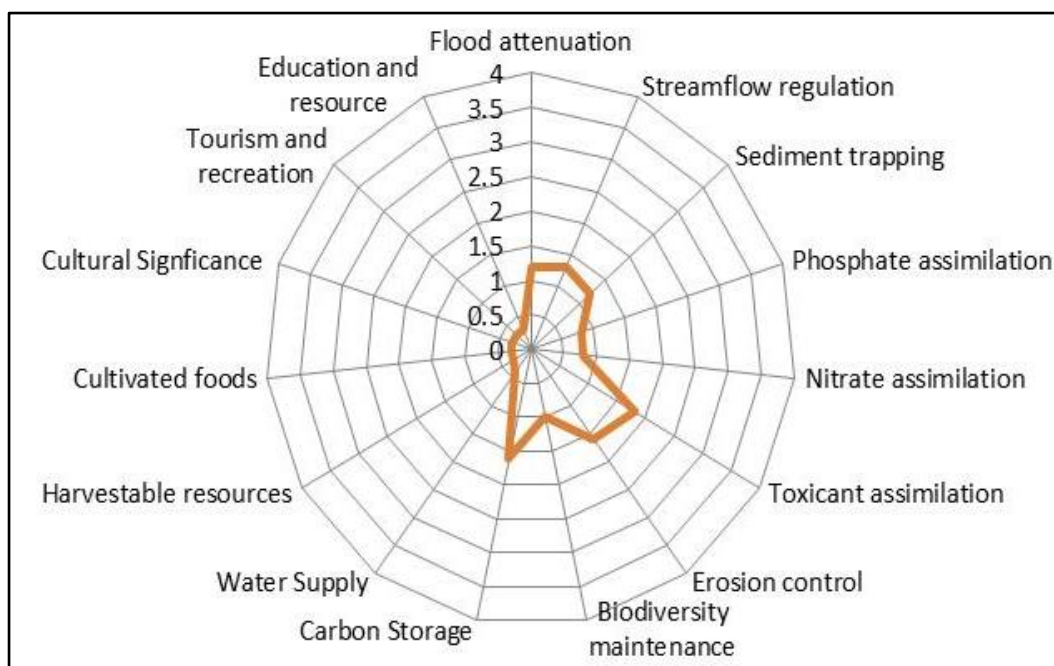 Flood attenuation
Streamflow regulation
Sediment trapping
Phosphate assimilation
Nitrate assimilation
Toxicant assimilation
Erosion control
Biodiversity
maintenance
Carbon Storage
Water Supply
Harvestable resources
Cultivated foods
Cultural Signficance
Tourism and
recreation
Education and
resource
4
3.5
3
2.5
2
1.5
1
0.5
0